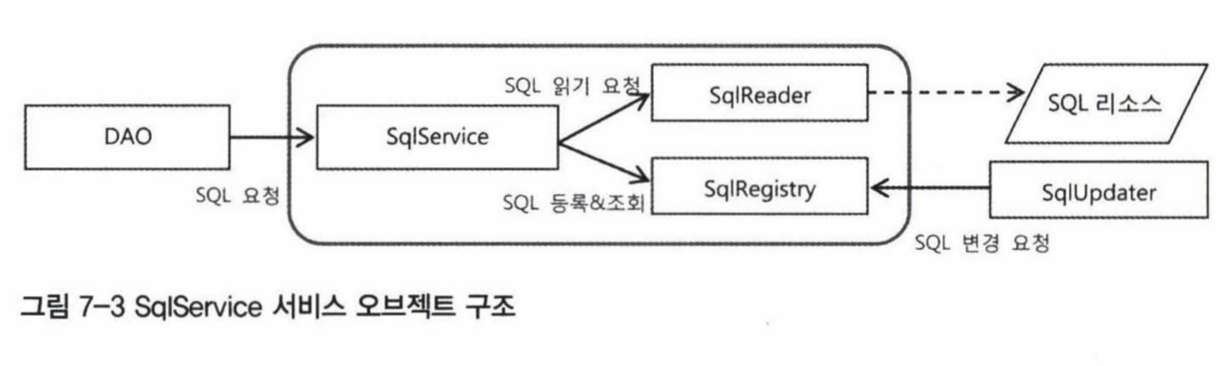 SQL 읽기 요청
SqlReader
SQL 리소스
DAO
SqlService
SQL 요청
SQL 등록&조회
SqlRegistry
SqlUpdater
SQL 변경 요청
그림 7-3 SqlService 서비스 오브젝트 구조